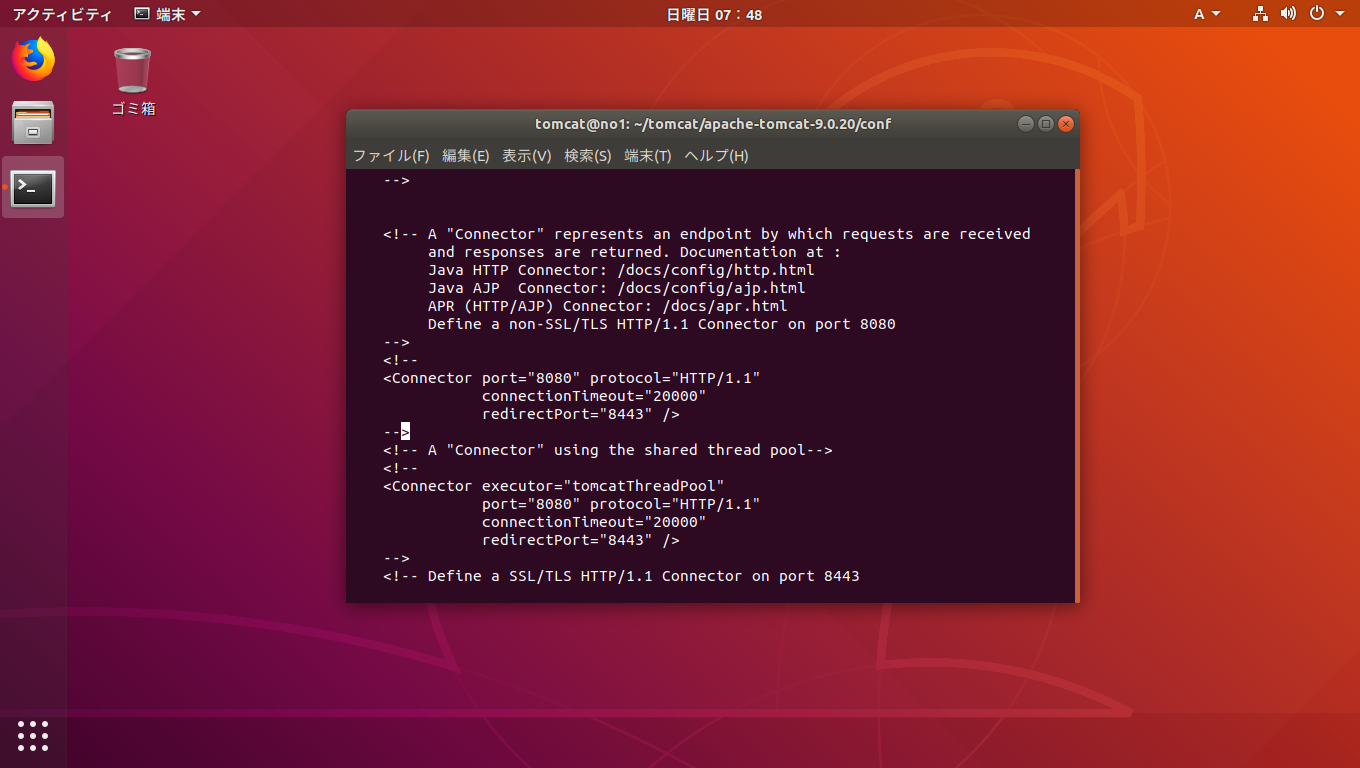 アクティビティ 端末 日曜日 07:48 A
ゴミ箱
tomcat@no1: ~/tomcat/apache-tomcat-9.0.20/conf
ファイル(F) 編集(E) 表示(V) 検索(S) 端末(T) ヘルプ(H)
-->
<!-- A "Connector" represents an endpoint by which requests are received
and responses are returned. Documentation at :
Java HTTP Connector: /docs/config/http.html
Java AJP  Connector: /docs/config/ajp.html
APR (HTTP/AJP) Connector: /docs/apr.html
Define a non-SSL/TLS HTTP/1.1 Connector on port 8080
-->
<!--
<Connector port="8080" protocol="HTTP/1.1"
connectionTimeout="20000"
redirectPort="8443" />
-->
<!-- A "Connector" using the shared thread pool-->
<!--
<Connector executor="tomcatThreadPool"
port="8080" protocol="HTTP/1.1"
connectionTimeout="20000"
redirectPort="8443" />
-->
<!-- Define a SSL/TLS HTTP/1.1 Connector on port 8443